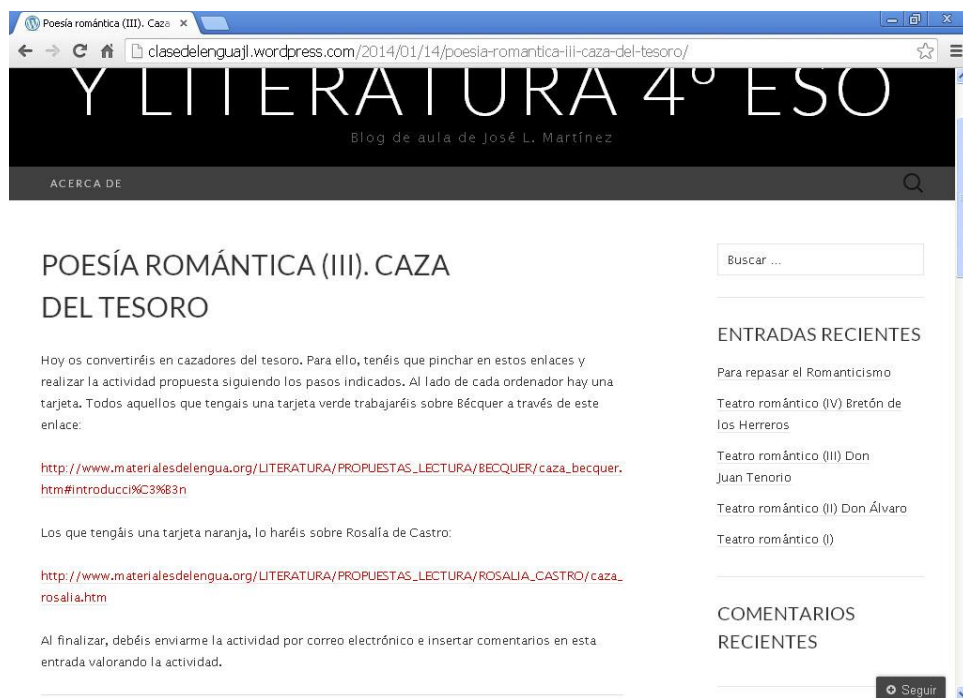 Poesía romántica (III). Caza
clasedelenguajl.wordpress.com/2014/01/14/poesia-romantica-iii-caza-del-tesoro/
Y LITERATURA 4º ESO
Blog de aula de José L. Martínez
ACERCA DE
POESÍA ROMÁNTICA (III). CAZA
DEL TESORO
Hoy os convertiréis en cazadores del tesoro. Para ello, tenéis que pinchar en estos enlaces y
realizar la actividad propuesta siguiendo los pasos indicados. Al lado de cada ordenador hay una
tarjeta. Todos aquellos que tengais una tarjeta verde trabajaréis sobre Bécquer a través de este
enlace:
http://www.materialesdelengua.org/LITERATURA/PROPUESTAS_LECTURA/BECQUER/caza_becquer.
htm#introducci%C3%B3n
Los que tengáis una tarjeta naranja, lo haréis sobre Rosalía de Castro:
http://www.materialesdelengua.org/LITERATURA/PROPUESTAS_LECTURA/ROSALIA_CASTRO/caza_
rosalia.htm
Al finalizar, debéis enviarme la actividad por correo electrónico e insertar comentarios en esta
entrada valorando la actividad.
Buscar ...
ENTRADAS RECIENTES
Para repasar el Romanticismo
Teatro romántico (IV) Bretón de
los Herreros
Teatro romántico (III) Don
Juan Tenorio
Teatro romántico (II) Don Álvaro
Teatro romántico (I)
COMENTARIOS
RECIENTES
Seguir